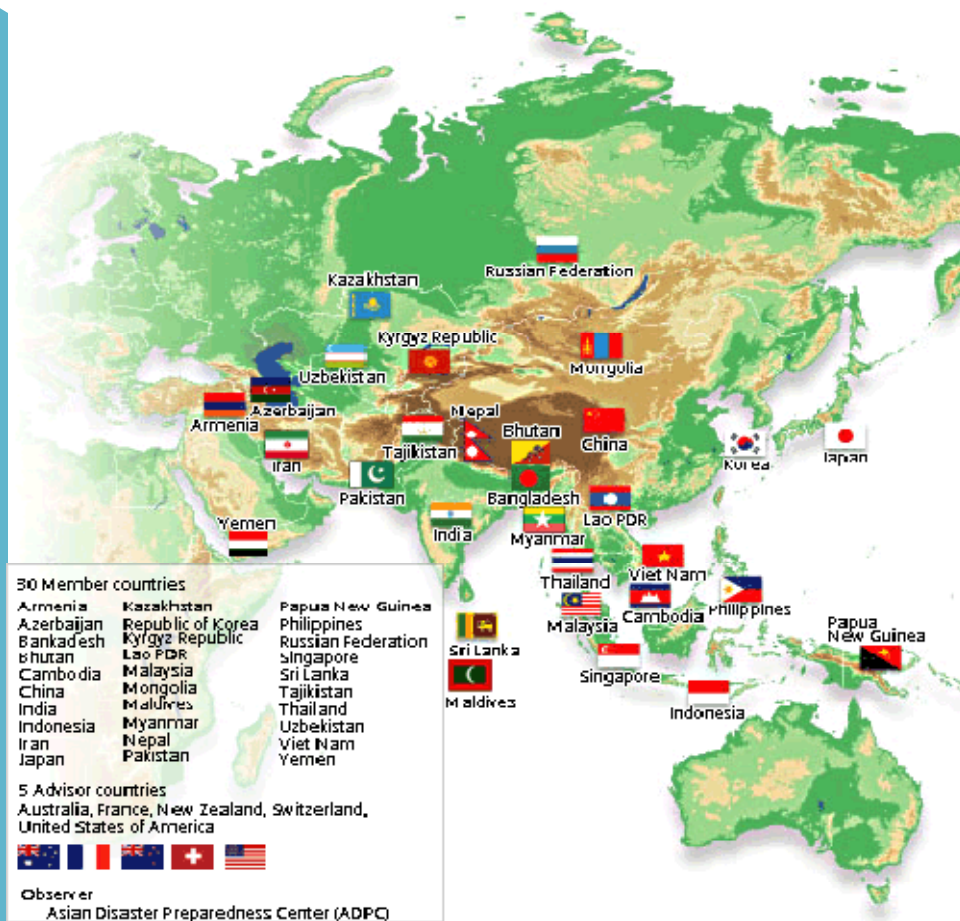 Russian Federation
Kazakhstan
Kyrgyz Republic
Mongolia
Uzbekistan
Azerbaijan
Armenia
Nepal
Bhutan
China
Tajikistan
Iran
Korea
Japan
Pakistan
Bangladesh
Lao PDR
India
Myanmar
Yemen
Thailand
Viet Nam
Malaysia
Cambodia
Philippines
Papua
New Guinea
Sri Lanka
Singapore
Maldives
Indonesia
30 Member countries
Armenia Kazakhstan Papua New Guinea
Azerbaijan Republic of Korea Philippines
Bankadesh Kyrgyz Republic Russian Federation
Bhutan Lao PDR Singapore
Cambodia Malaysia Sri Lanka
China Mongolia Tajikistan
India Maldives Thailand
Indonesia Myanmar Uzbekistan
Iran Nepal Viet Nam
Japan Pakistan Yemen
5 Advisor countries
Australia, France, New Zealand, Switzerland,
United States of America
Observer
Asian Disaster Preparedness Center (ADPC)